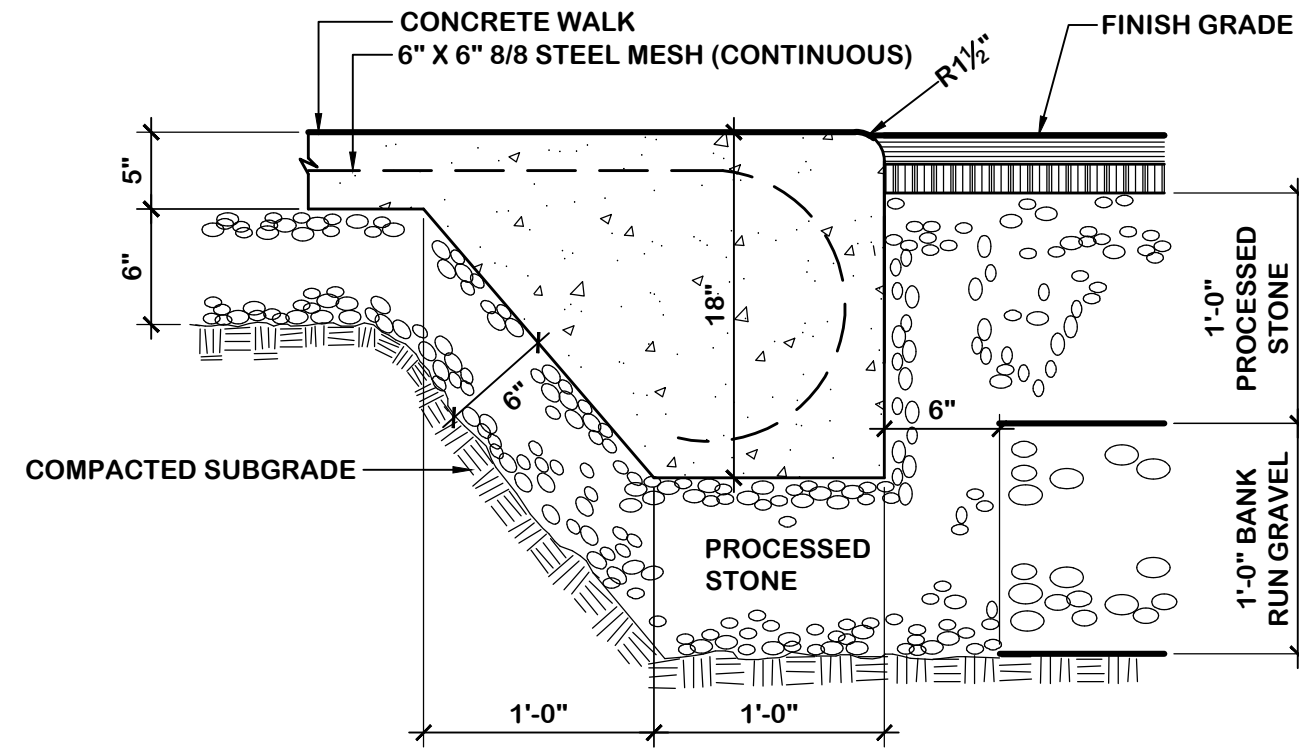 CONCRETE WALK
6" X 6" 8/8 STEEL MESH (CONTINUOUS)
FINISH GRADE
R1½"
5"
6"
18"
6"
6"
1'-0"
PROCESSED
STONE
COMPACTED SUBGRADE
PROCESSED
STONE
1'-0" BANK
RUN GRAVEL
1'-0"
1'-0"